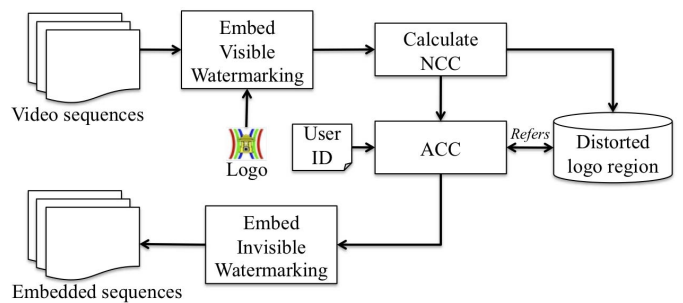 Embed
Visible
Watermarking
Calculate
NCC
Video sequences
Logo
User
ID
ACC
Refers
Distorted
logo region
Embed
Invisible
Watermarking
Embedded sequences